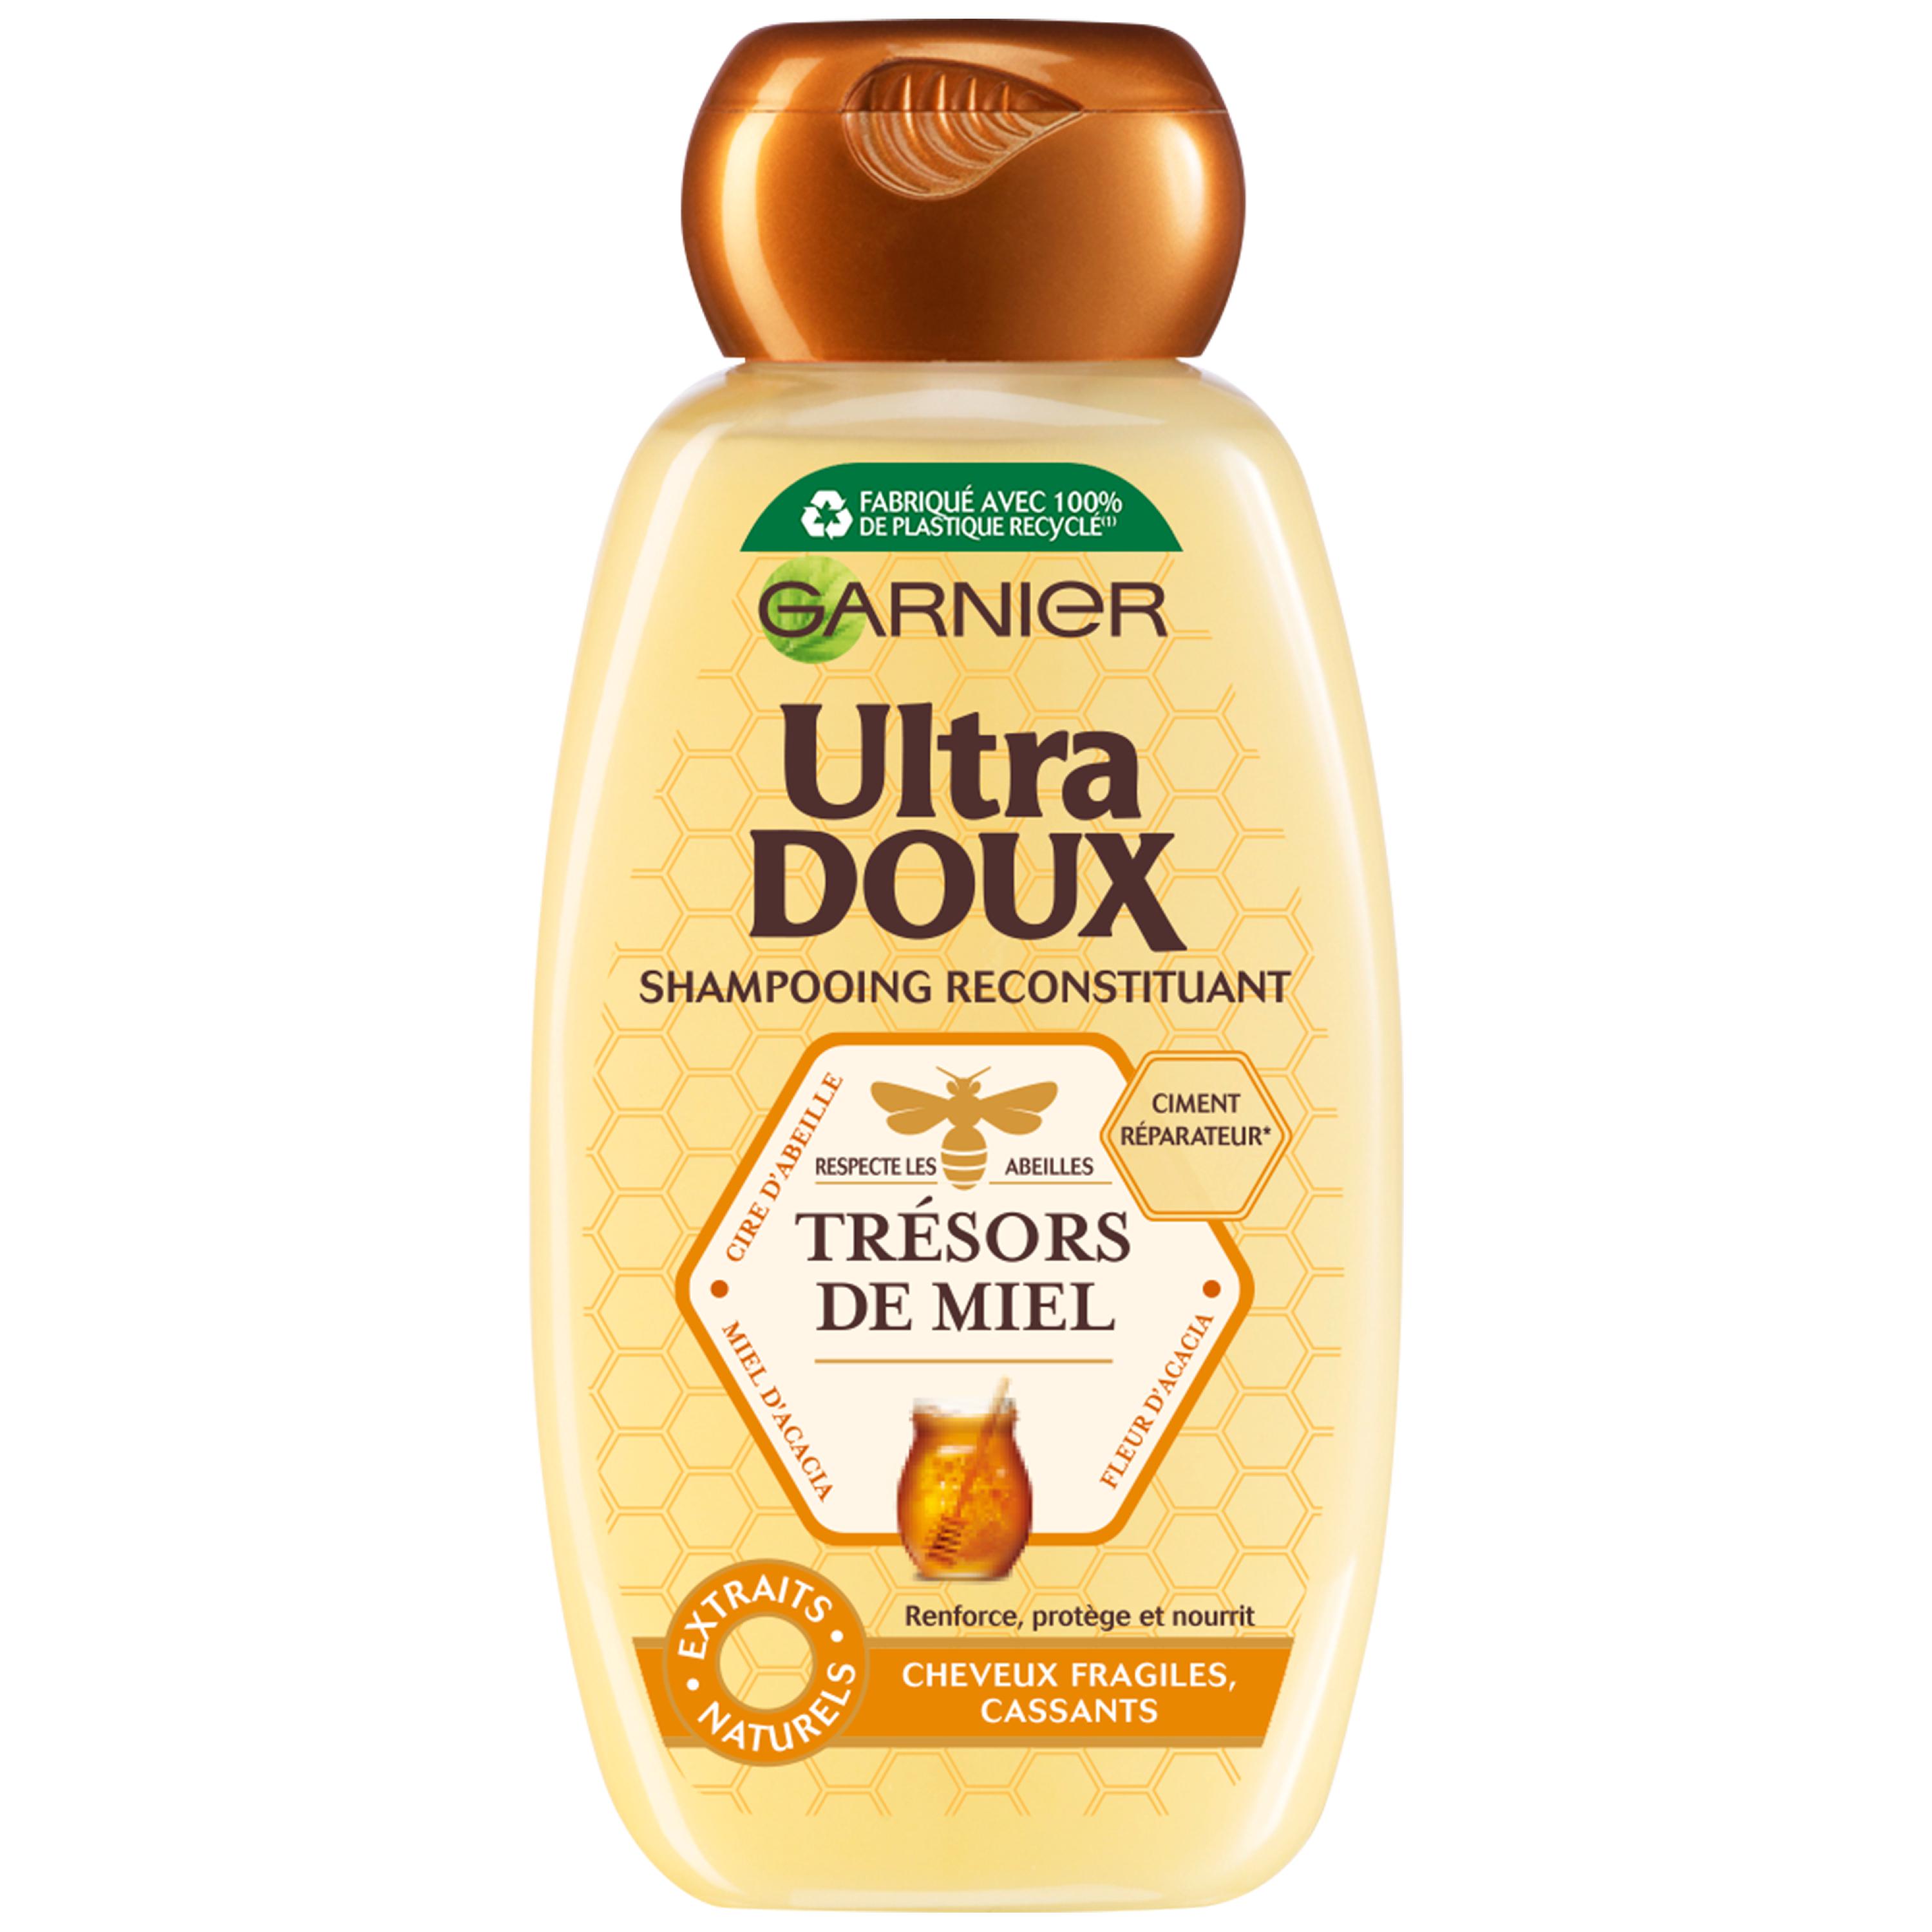 FABRIQUÉ AVEC 100%
DE PLASTIQUE RECYCLÉ(1)
GARNIER
Ultra
DOUX
SHAMPOOING RECONSTITUANT
CIMENT
RÉPARATEUR*
CIRE D'ABEILLE
RESPECTE LES ABEILLES
TRÉSORS
DE MIEL
MIEL D'ACACIA
FLEUR D'ACACIA
EXTRAITS
NATURELS
Renforce, protège et nourrit
CHEVEUX FRAGILES,
CASSANTS